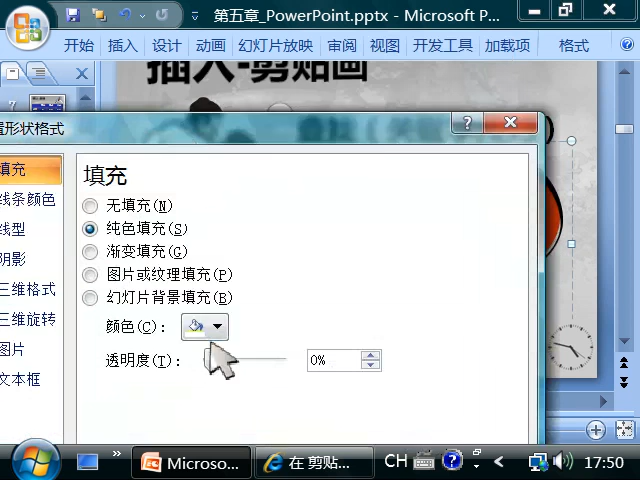 第五章_PowerPoint.pptx - Microsoft P...
开始 插入 设计 动画 幻灯片放映 审阅 视图 开发工具 加载项 格式
插入-剪贴画
7
置形状格式
?
填充
线条颜色
线型
阴影
三维格式
三维旋转
图片
文本框
填充
无填充(N)
纯色填充(S)
渐变填充(G)
图片或纹理填充(P)
幻灯片背景填充(B)
颜色(C):
透明度(T): 0%
Microso... 在 剪贴... CH ? 17:50